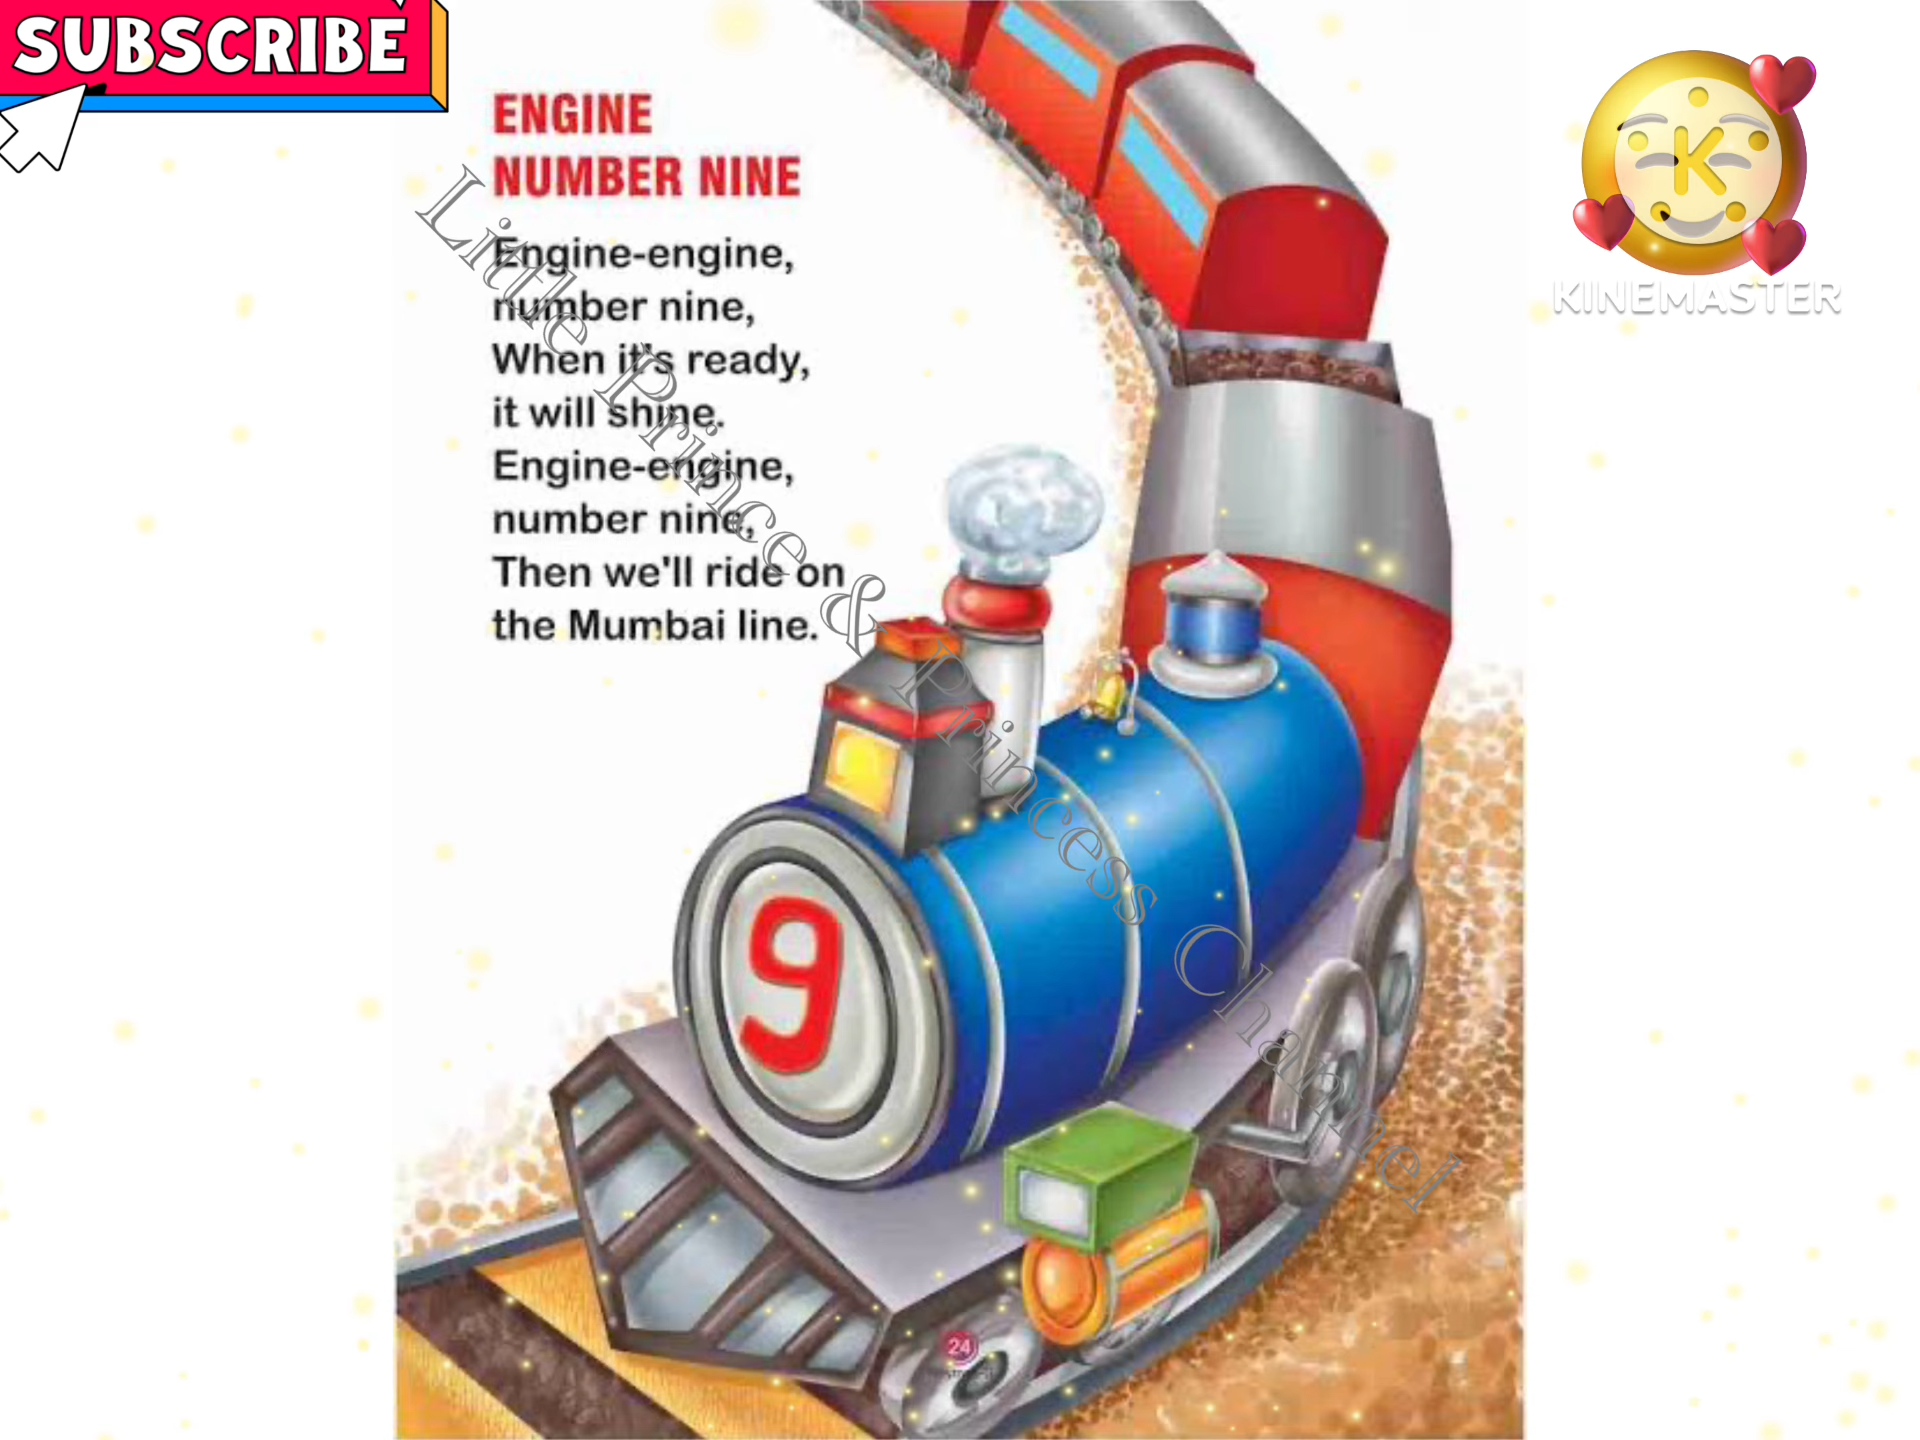 SUBSCRIBE
ENGINE
NUMBER NINE
Engine-engine,
number nine,
When it's ready,
it will shine.
Engine-engine,
number nine,
Then we'll ride on
the Mumbai line.
Little Prince & Princess Channel
K
KINEMASTER
9
24